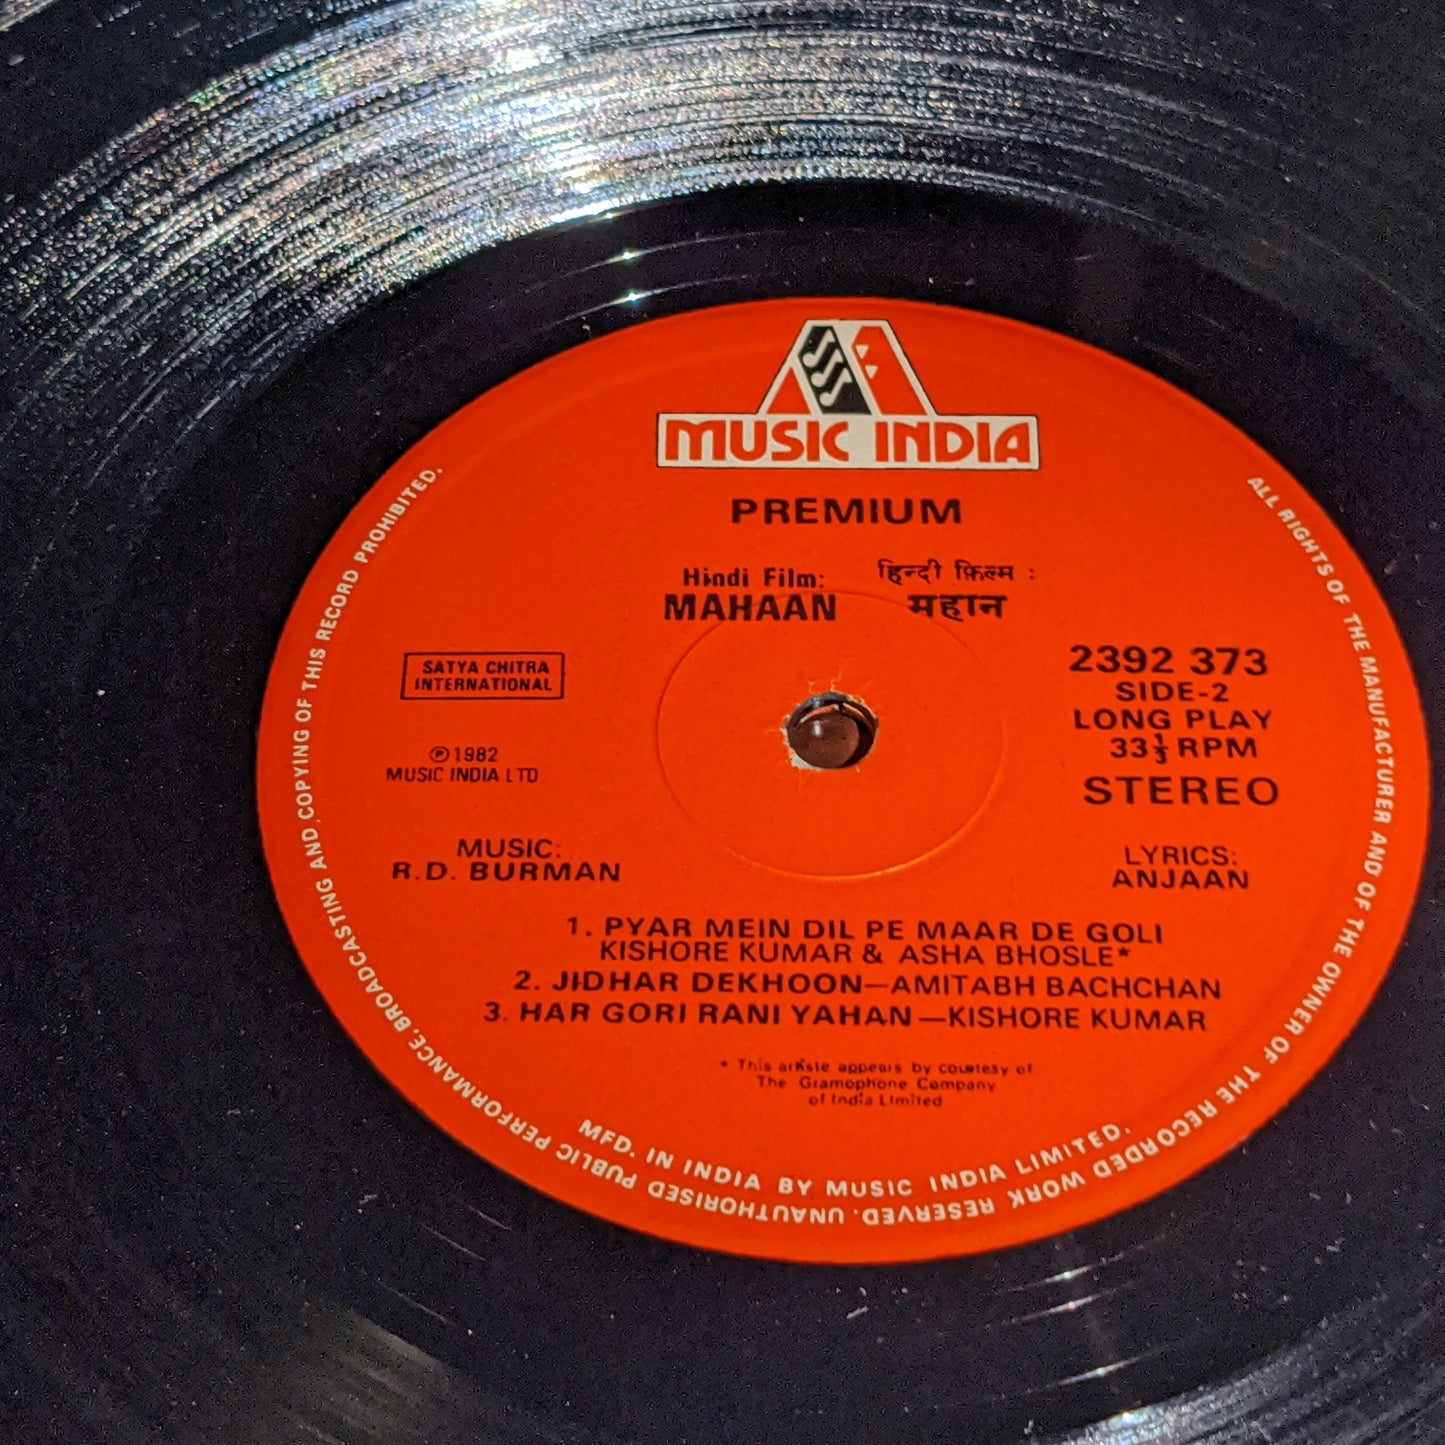 MUSIC INDIA
PREMIUM
Hindi Film: हिन्दी फ़िल्म :
MAHAAN महान
SATYA CHITRA
INTERNATIONAL
℗ 1982
MUSIC INDIA LTD
2392 373
SIDE-2
LONG PLAY
33⅓ RPM
STEREO
MUSIC:
R.D. BURMAN
LYRICS:
ANJAAN
1. PYAR MEIN DIL PE MAAR DE GOLI
KISHORE KUMAR & ASHA BHOSLE*
2. JIDHAR DEKHOON—AMITABH BACHCHAN
3. HAR GORI RANI YAHAN—KISHORE KUMAR
* This artiste appears by courtesy of
The Gramophone Company
of India Limited
MFD. IN INDIA BY MUSIC INDIA LIMITED.
ALL RIGHTS OF THE MANUFACTURER AND OF THE OWNER OF THE RECORDED WORK RESERVED. UNAUTHORISED PUBLIC PERFORMANCE, BROADCASTING AND COPYING OF THIS RECORD PROHIBITED.